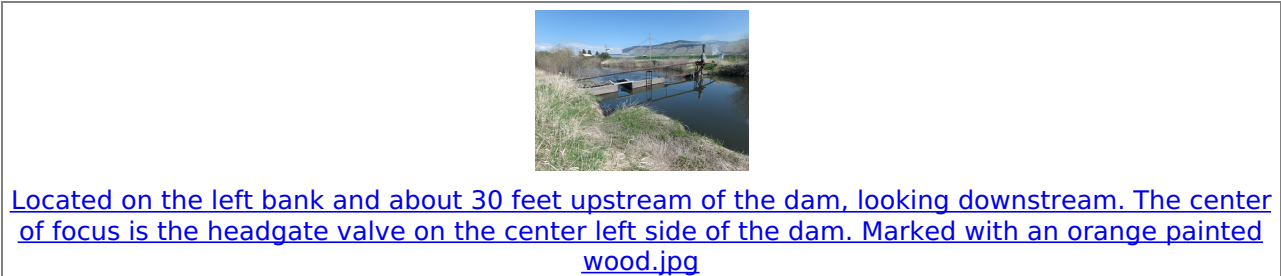 Located on the left bank and about 30 feet upstream of the dam, looking downstream. The center
of focus is the headgate valve on the center left side of the dam. Marked with an orange painted
wood.jpg